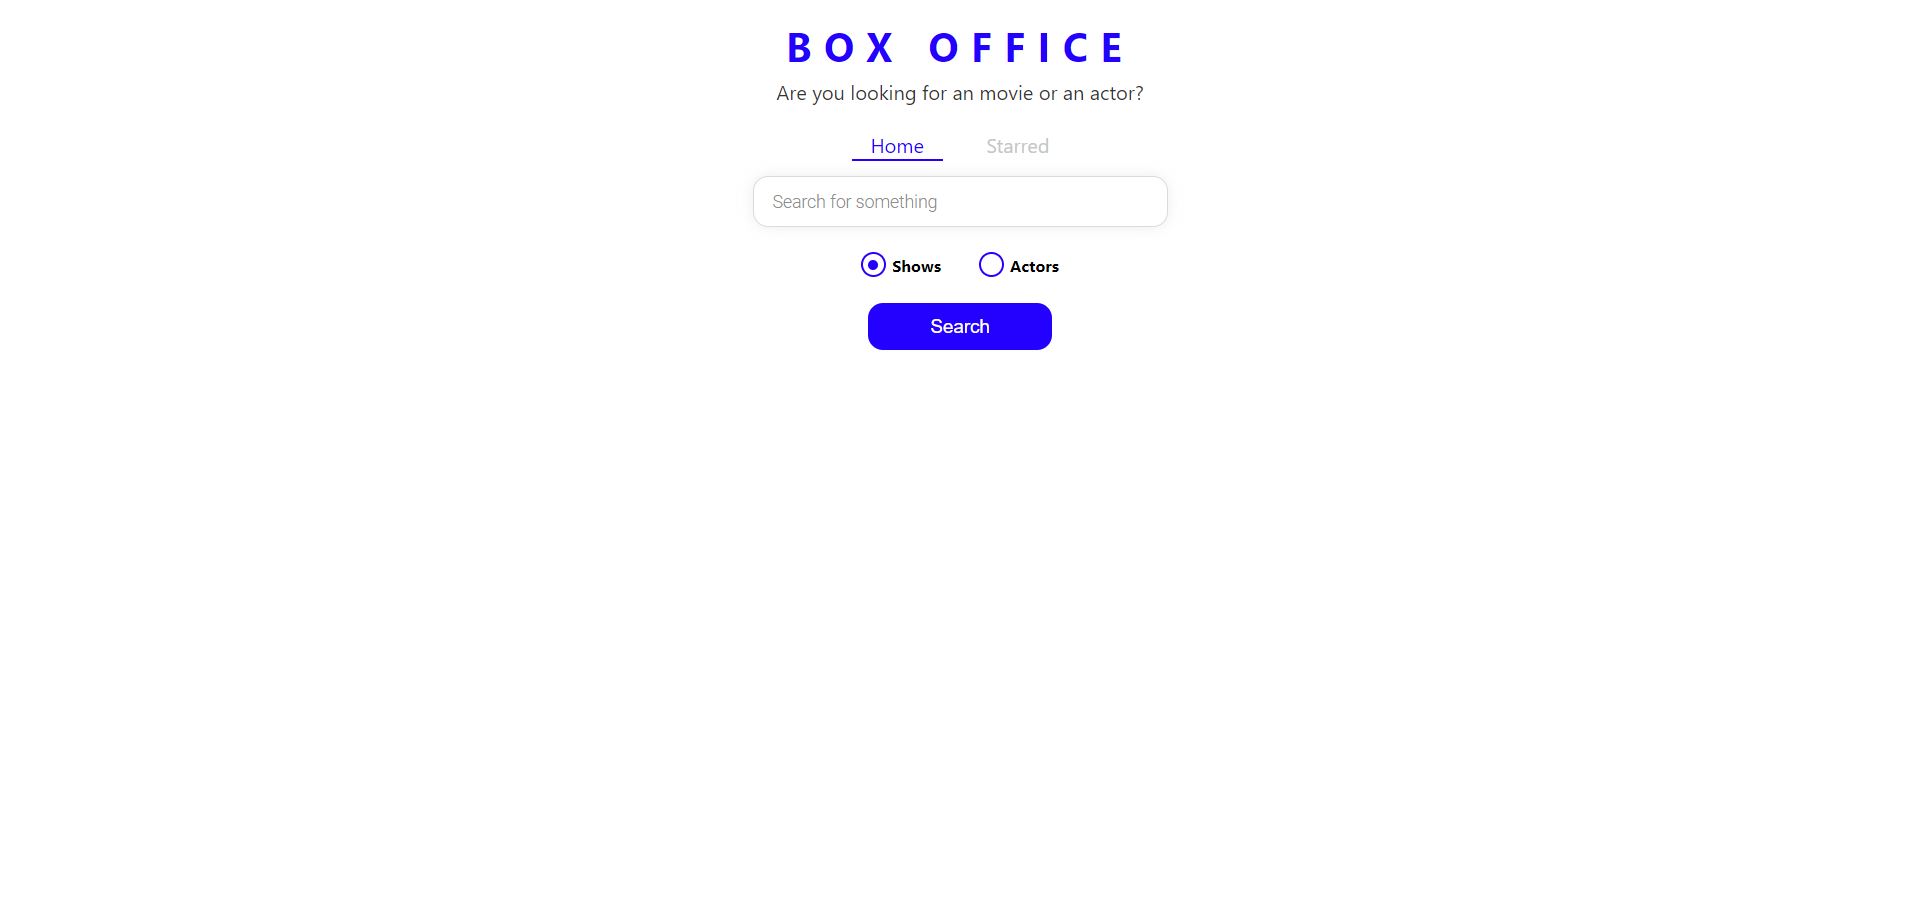 BOX OFFICE
Are you looking for an movie or an actor?
Home Starred
Search for something
Shows Actors
Search